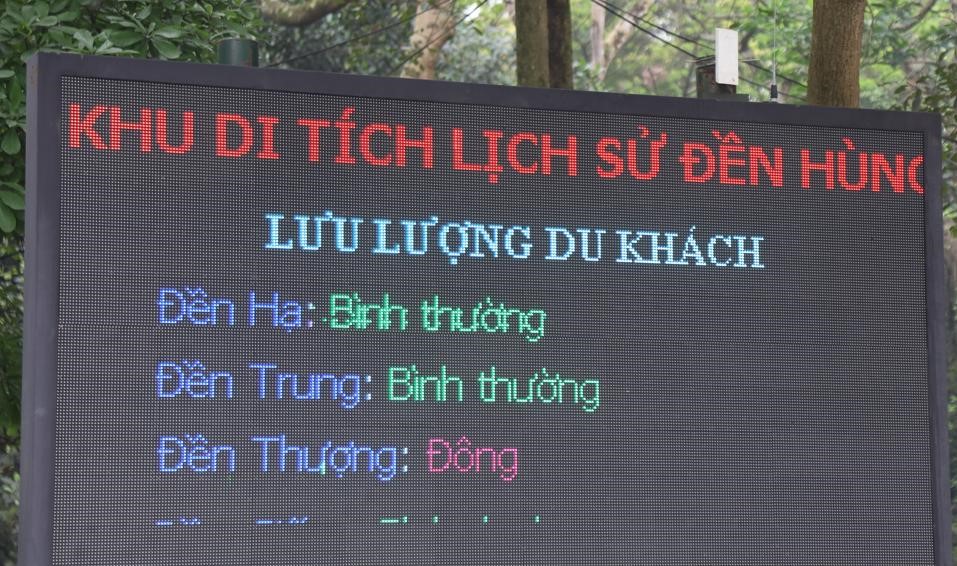 KHU DI TÍCH LỊCH SỬ ĐỀN HÙNG
LƯU LƯỢNG DU KHÁCH
Đền Hạ: Bình thường
Đền Trung: Bình thường
Đền Thượng: Đông